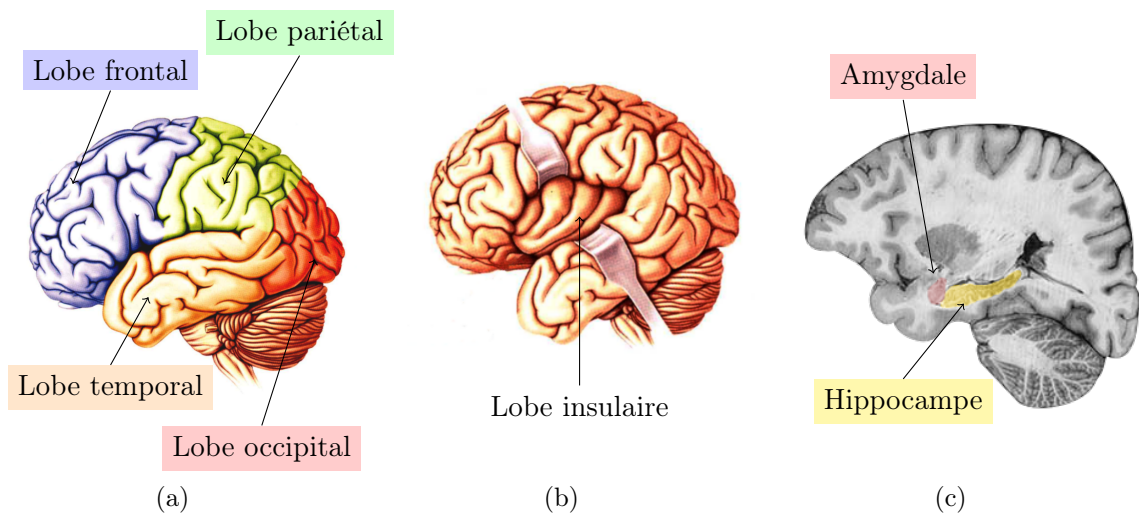 Lobe pariétal
Lobe frontal
Amygdale
Lobe temporal
Hippocampe
Lobe insulaire
Lobe occipital
(a)
(b)
(c)